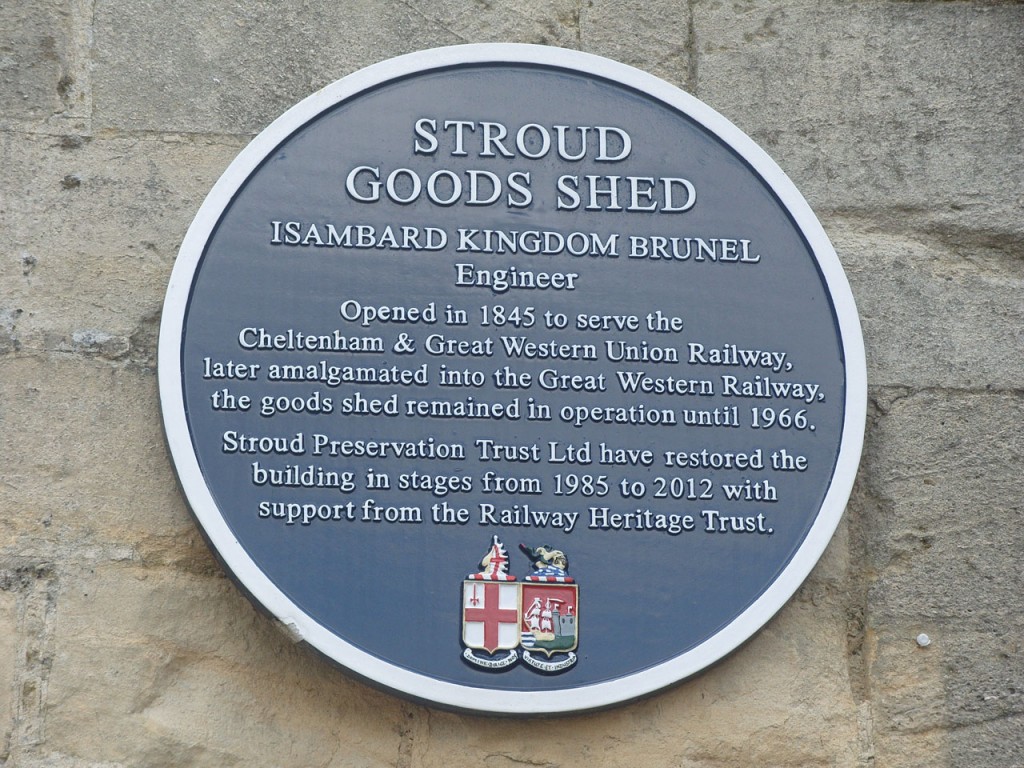 STROUD
GOODS SHED
ISAMBARD KINGDOM BRUNEL
Engineer
Opened in 1845 to serve the
Cheltenham & Great Western Union Railway,
later amalgamated into the Great Western Railway,
the goods shed remained in operation until 1966.
Stroud Preservation Trust Ltd have restored the
building in stages from 1985 to 2012 with
support from the Railway Heritage Trust.